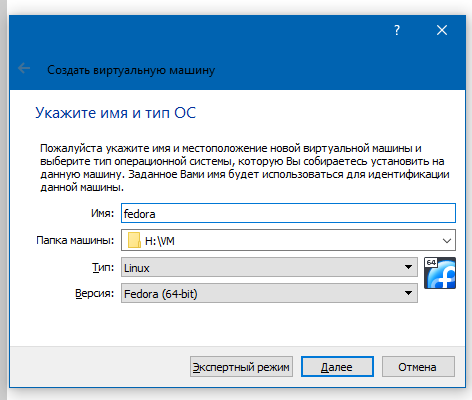 ?
Создать виртуальную машину
Укажите имя и тип ОС
Пожалуйста укажите имя и местоположение новой виртуальной машины и
выберите тип операционной системы, которую Вы собираетесь установить на
данную машину. Заданное Вами имя будет использоваться для идентификации
данной машины.
Имя: fedora
Папка машины: H:\VM
Тип: Linux
64
Версия: Fedora (64-bit)
Экспертный режим Далее Отмена